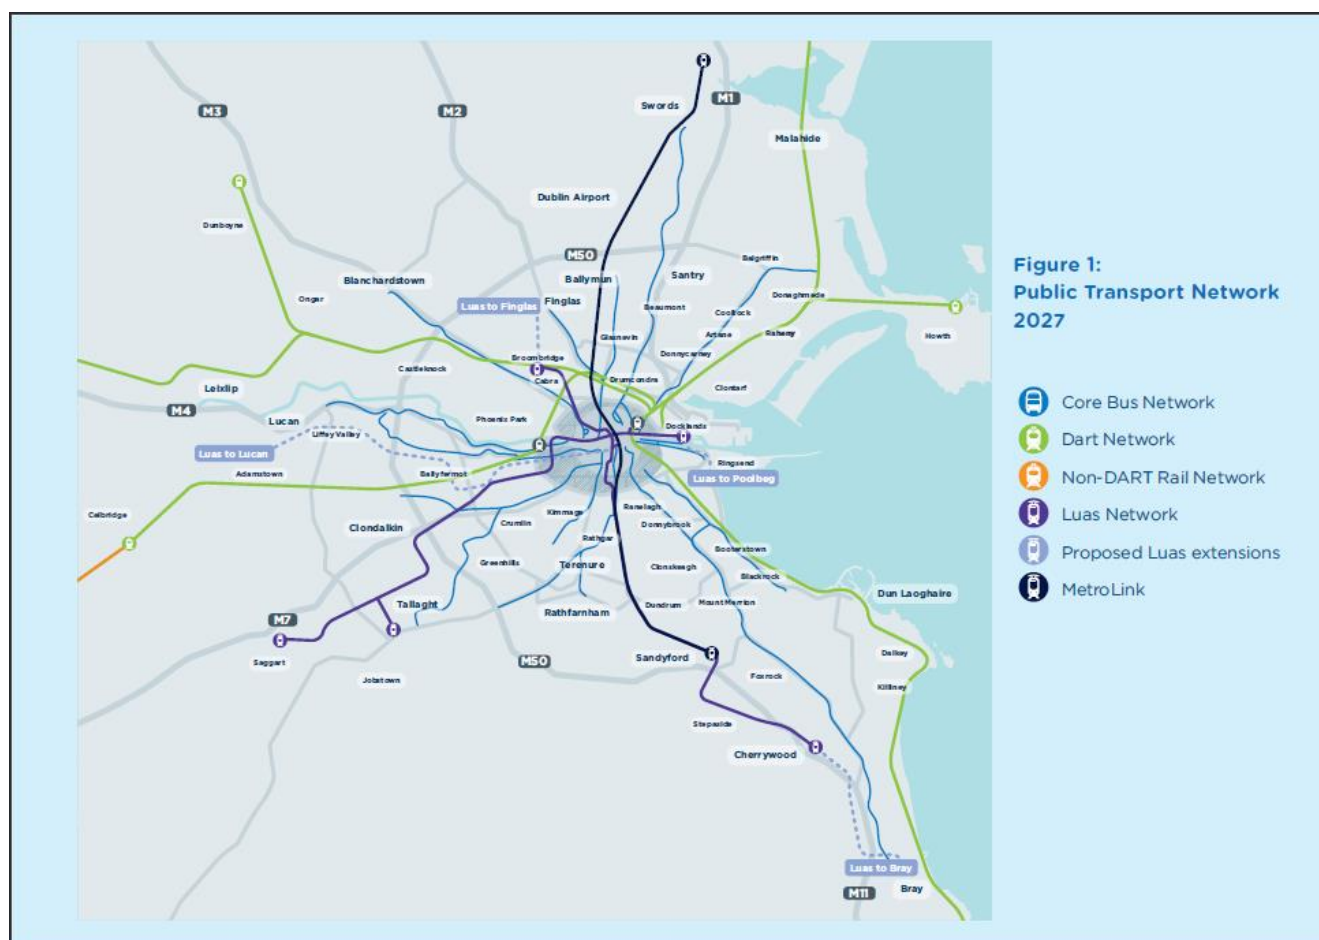 Swords
M1
M3
M2
Malahide
Dublin Airport
Dunboyne
M50
Balgriffin
Blanchardstown
Ballymun
Santry
Ongar
Luas to Finglas
Finglas
Beaumont
Donaghmede
Coolock
Glasnevin
Artane
Raheny
Howth
Donnycarney
Broombridge
Castleknock
Cabra
Drumcondra
Clontarf
Leixlip
M4
Lucan
Phoenix Park
Docklands
Liffey Valley
Luas to Lucan
Adamstown
Ballyfermot
Ringsend
Luas to Poolbeg
Celbridge
Clondalkin
Crumlin
Kimmage
Ranelagh
Donnybrook
Rathgar
Booterstown
Greenhills
Terenure
Clonskeagh
Blackrock
Dun Laoghaire
Tallaght
Rathfarnham
Dundrum
Mount Merrion
M7
Saggart
M50
Sandyford
Dalkey
Jobstown
Foxrock
Killiney
Stepaside
Cherrywood
Luas to Bray
M11
Bray
Figure 1:
Public Transport Network
2027
Core Bus Network
Dart Network
Non-DART Rail Network
Luas Network
Proposed Luas extensions
MetroLink